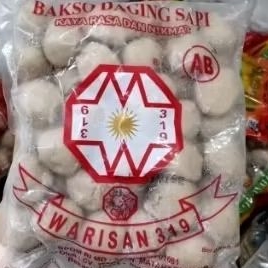 BAKSO DAGING SAPI
KAYA RASA DAN NIKMAT
AB
319
319
WARISAN 319